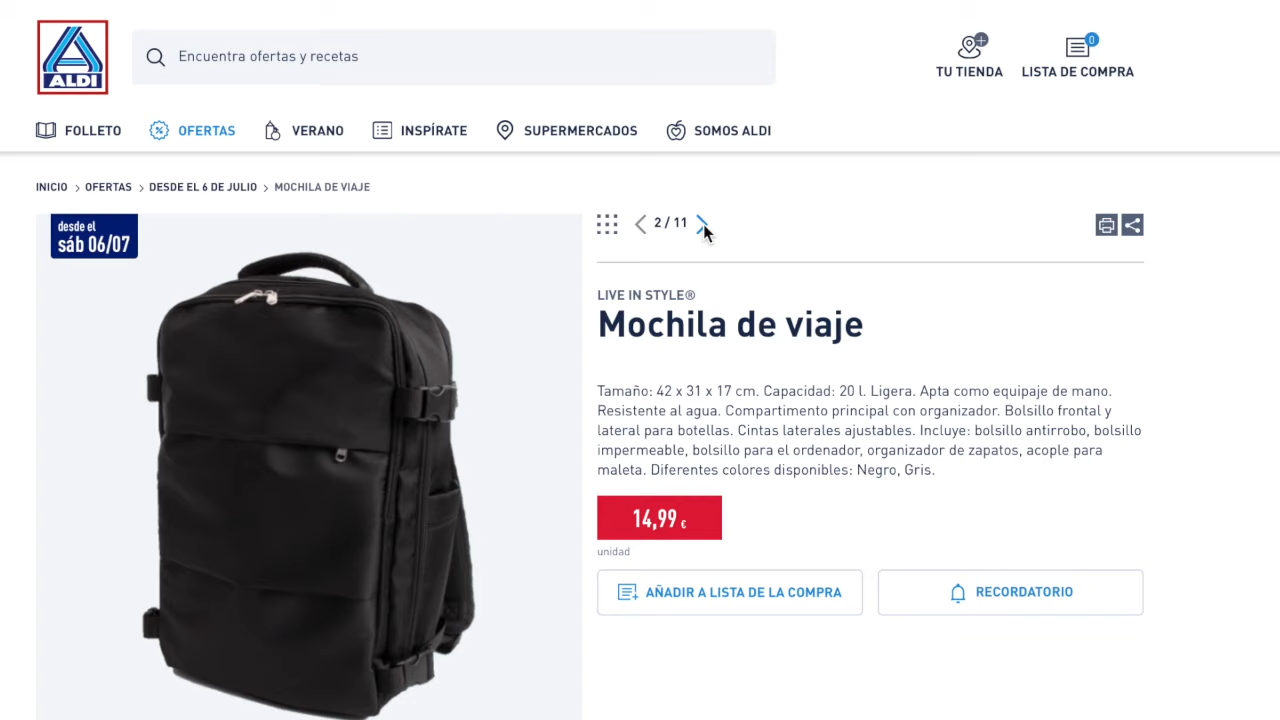 ALDI
Encuentra ofertas y recetas
TU TIENDA
0
LISTA DE COMPRA
FOLLETO
OFERTAS
VERANO
INSPÍRATE
SUPERMERCADOS
SOMOS ALDI
INICIO > OFERTAS > DESDE EL 6 DE JULIO > MOCHILA DE VIAJE
desde el
sáb 06/07
2 / 11
LIVE IN STYLE®
Mochila de viaje
Tamaño: 42 x 31 x 17 cm. Capacidad: 20 l. Ligera. Apta como equipaje de mano.
Resistente al agua. Compartimento principal con organizador. Bolsillo frontal y
lateral para botellas. Cintas laterales ajustables. Incluye: bolsillo antirrobo, bolsillo
impermeable, bolsillo para el ordenador, organizador de zapatos, acople para
maleta. Diferentes colores disponibles: Negro, Gris.
14,99 €
unidad
AÑADIR A LISTA DE LA COMPRA
RECORDATORIO